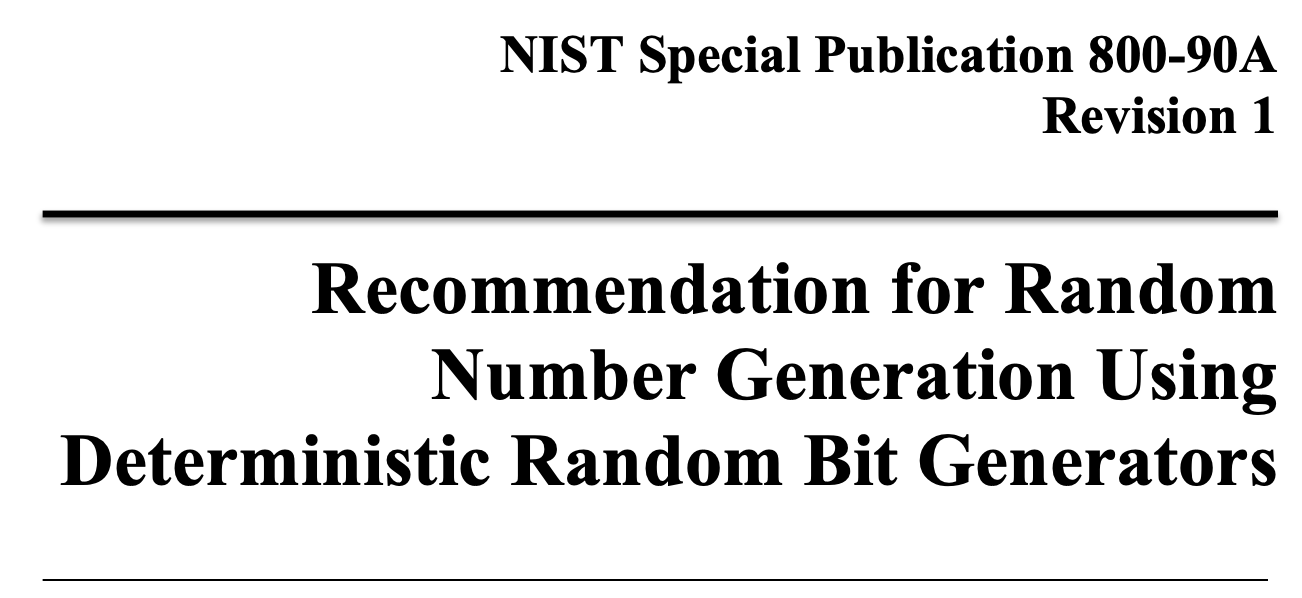 NIST Special Publication 800-90A
Revision 1
Recommendation for Random
Number Generation Using
Deterministic Random Bit Generators